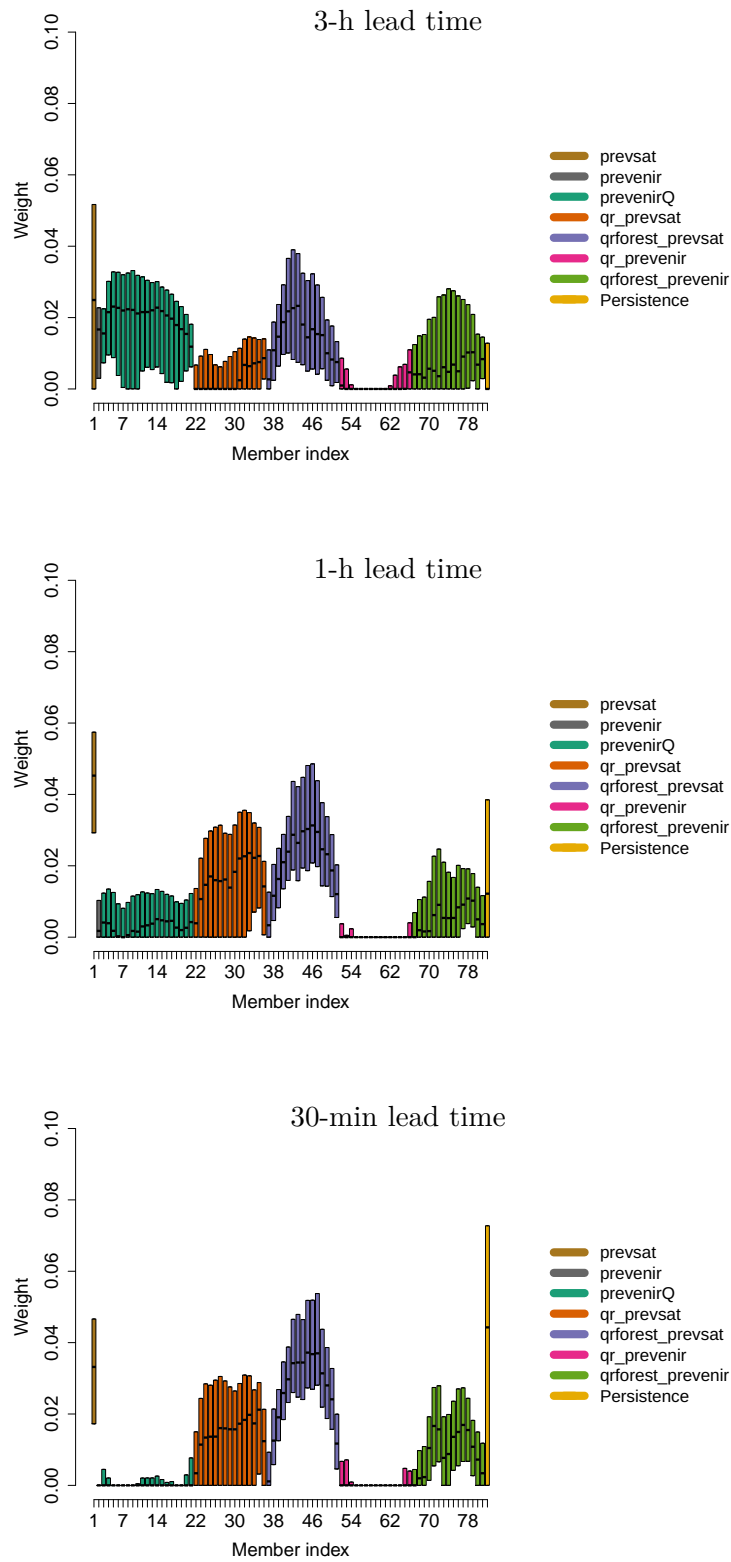 3-h lead time
0.10
0.08
0.06
0.04
0.02
0.00
Weight
1 7 14 22 30 38 46 54 62 70 78
Member index
prevsat
prevenir
prevenirQ
qr_prevsat
qrforest_prevsat
qr_prevenir
qrforest_prevenir
Persistence
1-h lead time
0.10
0.08
0.06
0.04
0.02
0.00
Weight
1 7 14 22 30 38 46 54 62 70 78
Member index
prevsat
prevenir
prevenirQ
qr_prevsat
qrforest_prevsat
qr_prevenir
qrforest_prevenir
Persistence
30-min lead time
0.10
0.08
0.06
0.04
0.02
0.00
Weight
1 7 14 22 30 38 46 54 62 70 78
Member index
prevsat
prevenir
prevenirQ
qr_prevsat
qrforest_prevsat
qr_prevenir
qrforest_prevenir
Persistence